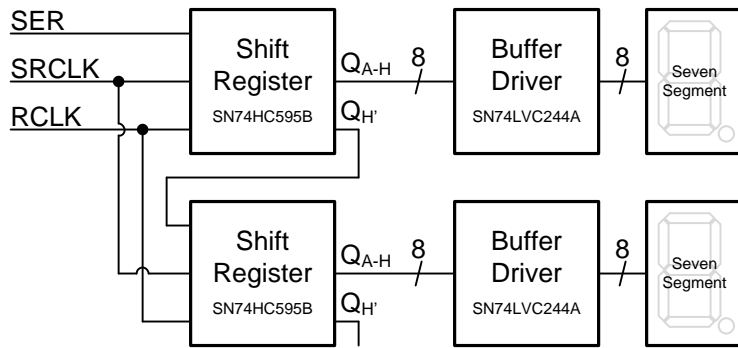 SER
SRCLK
RCLK
Shift
Register
SN74HC595B
QA-H
QH'
8
Buffer
Driver
SN74LVC244A
8
Seven
Segment
Shift
Register
SN74HC595B
QA-H
QH'
8
Buffer
Driver
SN74LVC244A
8
Seven
Segment